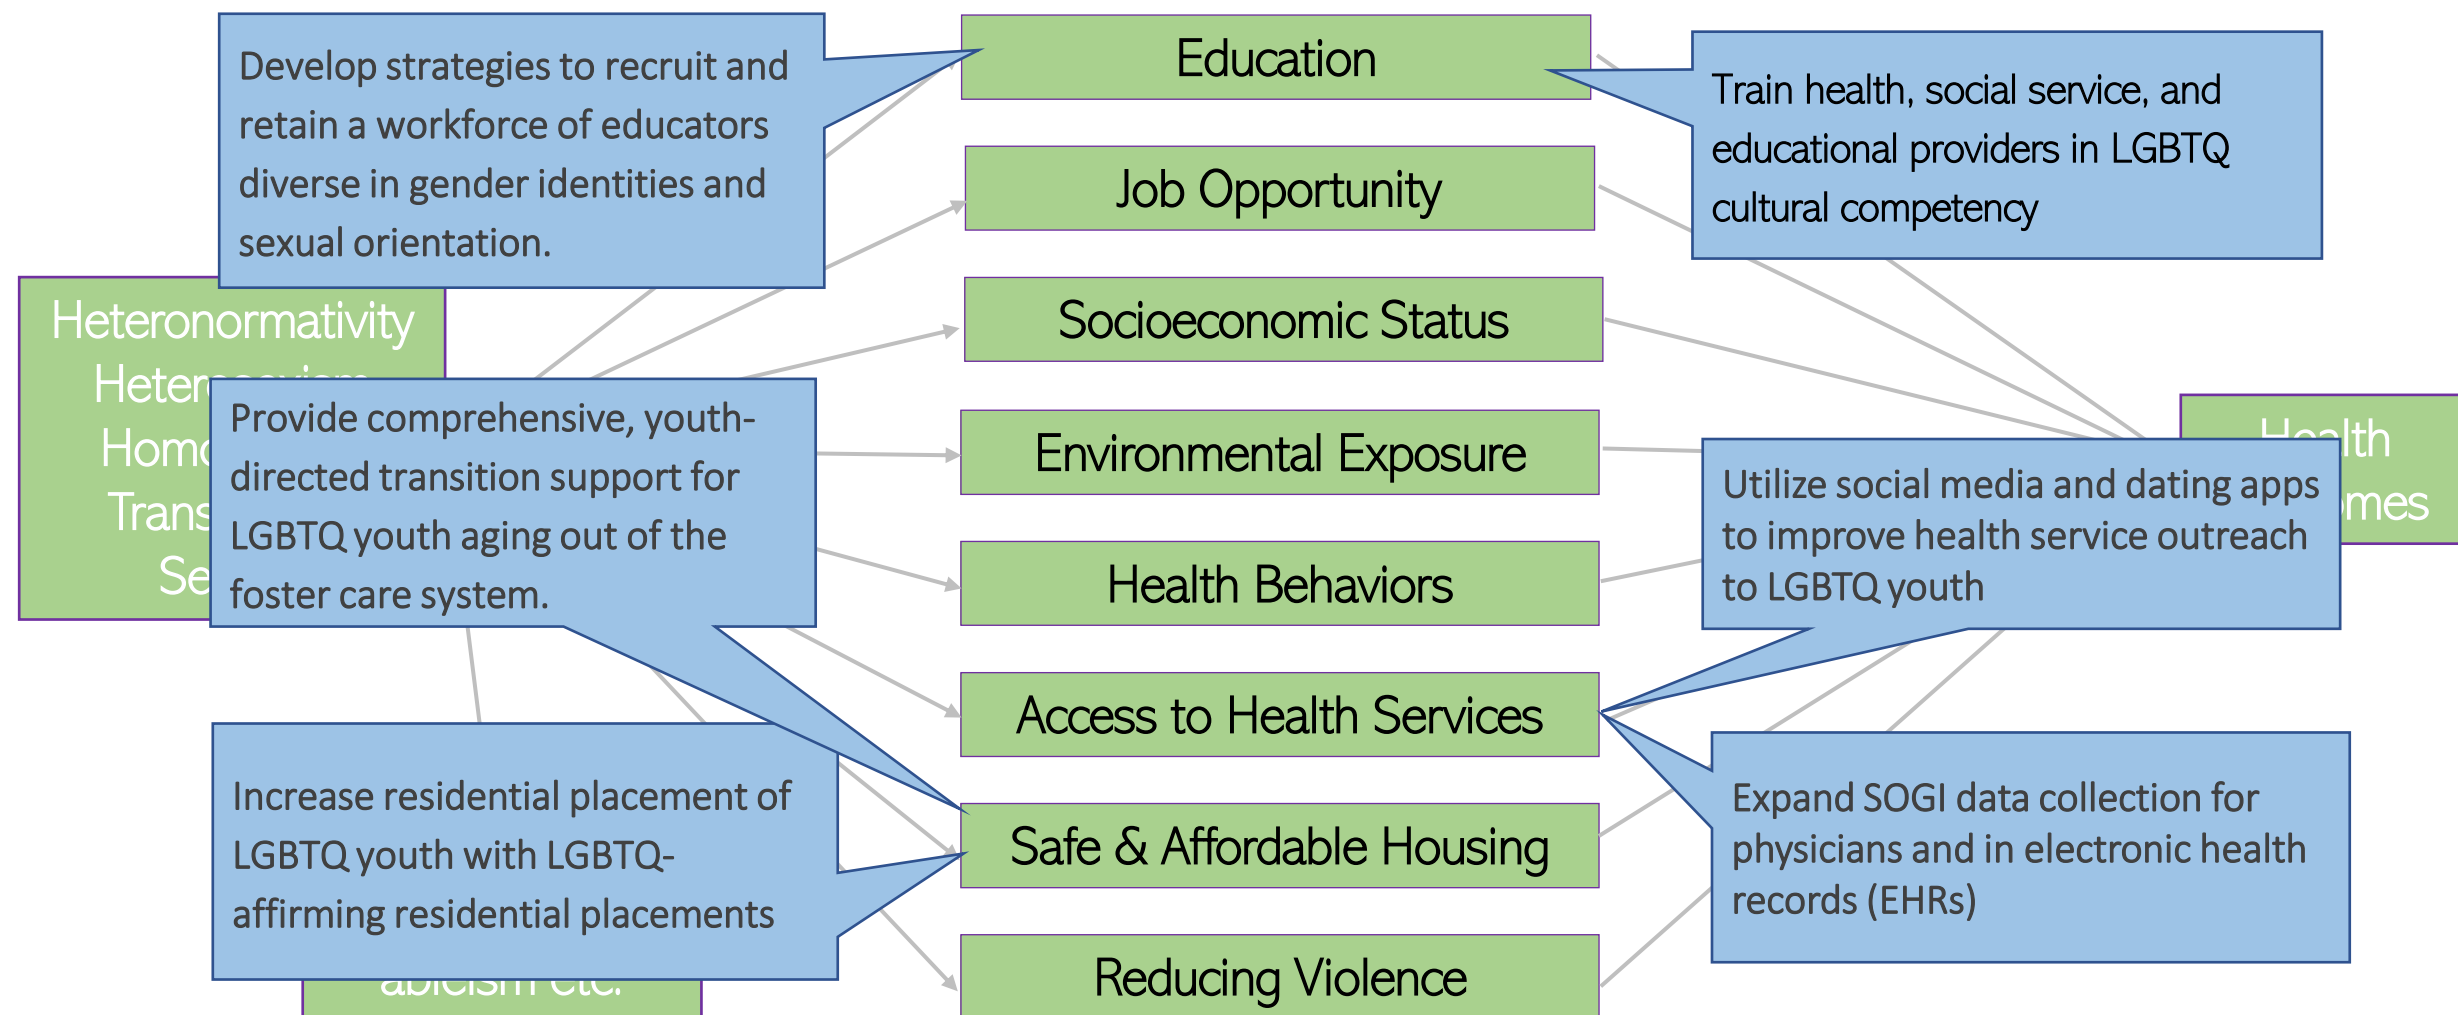 Develop strategies to recruit and
retain a workforce of educators
diverse in gender identities and
sexual orientation.
Education
Train health, social service, and
educational providers in LGBTQ
cultural competency
Job Opportunity
Socioeconomic Status
Heteronormativity
Environmental Exposure
Health
Provide comprehensive, youth-
directed transition support for
LGBTQ youth aging out of the
foster care system.
Utilize social media and dating apps
to improve health service outreach
to LGBTQ youth
Health Behaviors
Access to Health Services
Increase residential placement of
LGBTQ youth with LGBTQ-
affirming residential placements
Safe & Affordable Housing
Expand SOGI data collection for
physicians and in electronic health
records (EHRs)
Reducing Violence
etc.